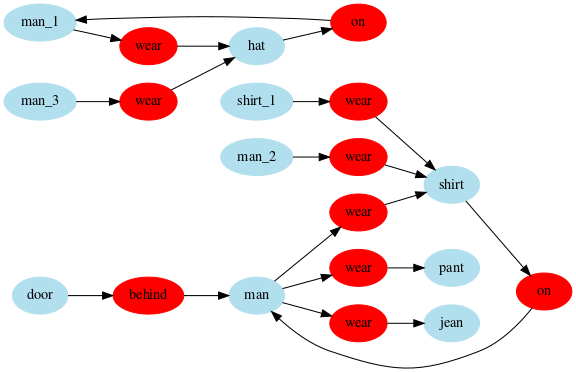 man_1
wear
hat
on
man_3
wear
shirt_1
wear
man_2
wear
shirt
wear
wear
pant
door
behind
man
on
wear
jean